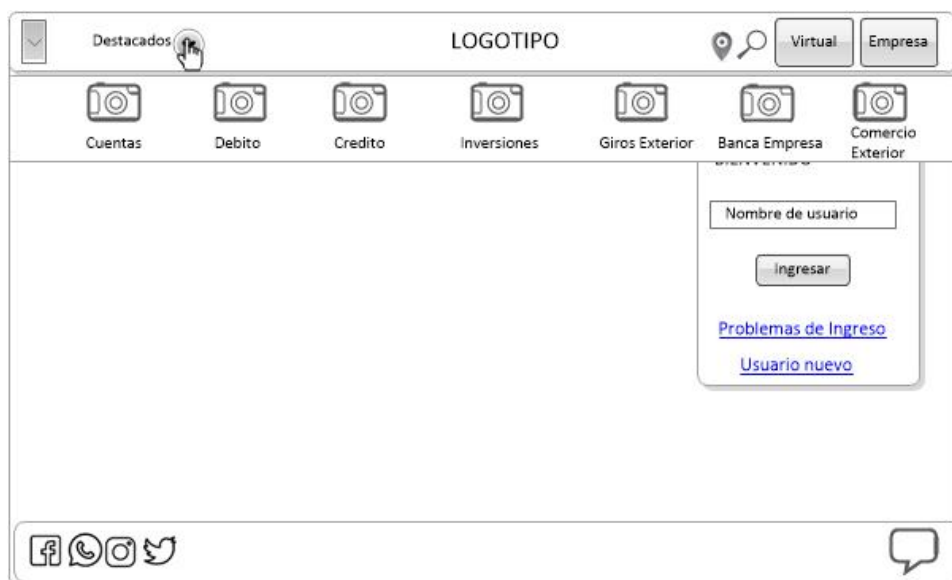 Destacados
LOGOTIPO
Virtual
Empresa
Cuentas
Debito
Credito
Inversiones
Giros Exterior
Banca Empresa
Comercio
Exterior
BIENVENIDO
Nombre de usuario
Ingresar
Problemas de Ingreso
Usuario nuevo